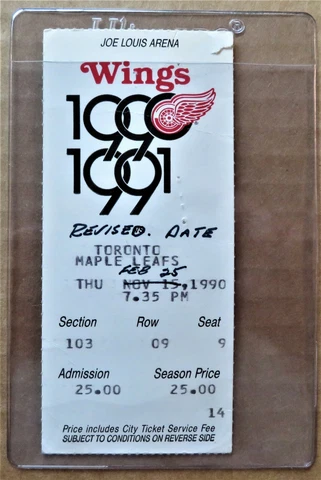 JOE LOUIS ARENA
Wings
1990
1991
REVISED. DATE
TORONTO
MAPLE LEAFS
FEB 25
THU NOV 15, 1990
7.35 PM
Section Row Seat
103 09 9
Admission Season Price
25.00 25.00
14
Price includes City Ticket Service Fee
SUBJECT TO CONDITIONS ON REVERSE SIDE